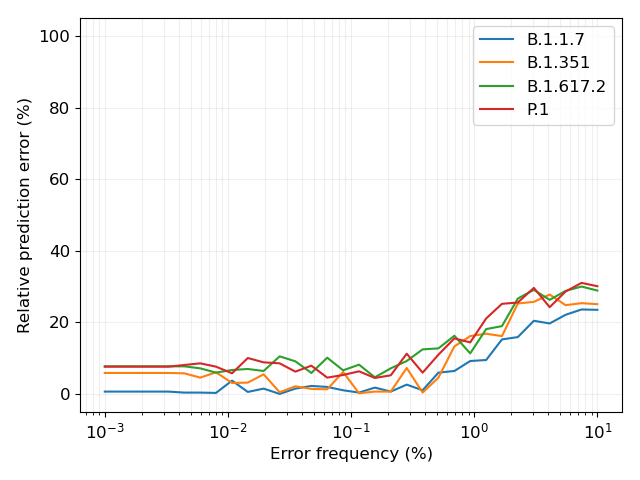 B.1.1.7
B.1.351
B.1.617.2
P.1
Relative prediction error (%)
100
80
60
40
20
0
10⁻³
10⁻²
10⁻¹
10⁰
10¹
Error frequency (%)